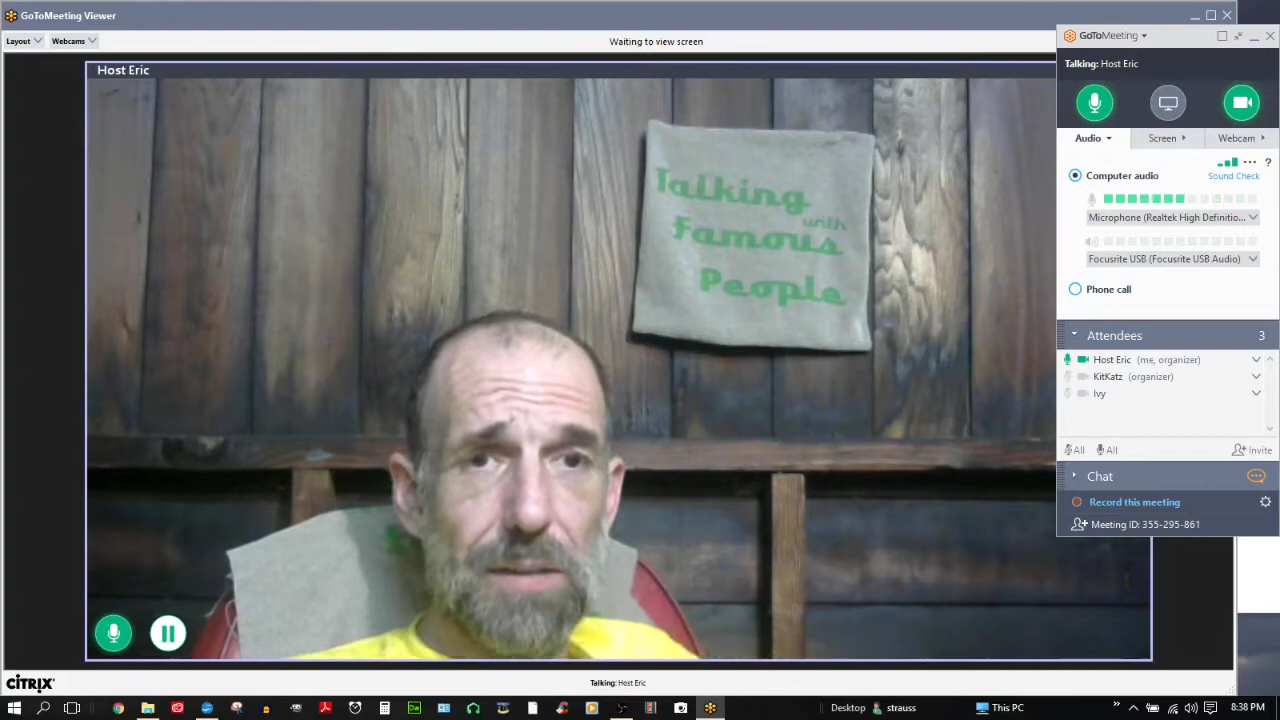 GoToMeeting Viewer
Layout
Webcams
Waiting to view screen
Host Eric
Talking
with
Famous
People
CİTRIX
Talking: Host Eric
GoToMeeting
Talking: Host Eric
Audio
Screen
Webcam
... ?
Computer audio
Sound Check
Microphone (Realtek High Definitio...
Focusrite USB (Focusrite USB Audio)
Phone call
Attendees 3
Host Eric (me, organizer)
KitKatz (organizer)
Ivy
All
All
Invite
Chat
Record this meeting
Meeting ID: 355-295-861
Dw
Desktop
strauss
This PC
8:38 PM